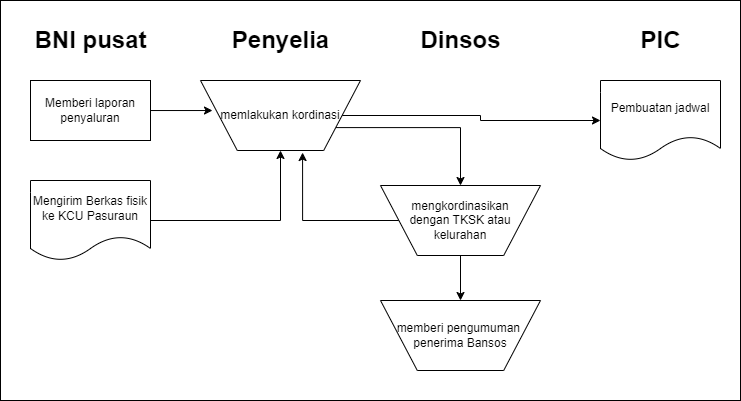 BNI pusat
Penyelia
Dinsos
PIC
Memberi laporan
penyaluran
memlakukan kordinasi
Pembuatan jadwal
Mengirim Berkas fisik
ke KCU Pasuraun
mengkordinasikan
dengan TKSK atau
kelurahan
memberi pengumuman
penerima Bansos